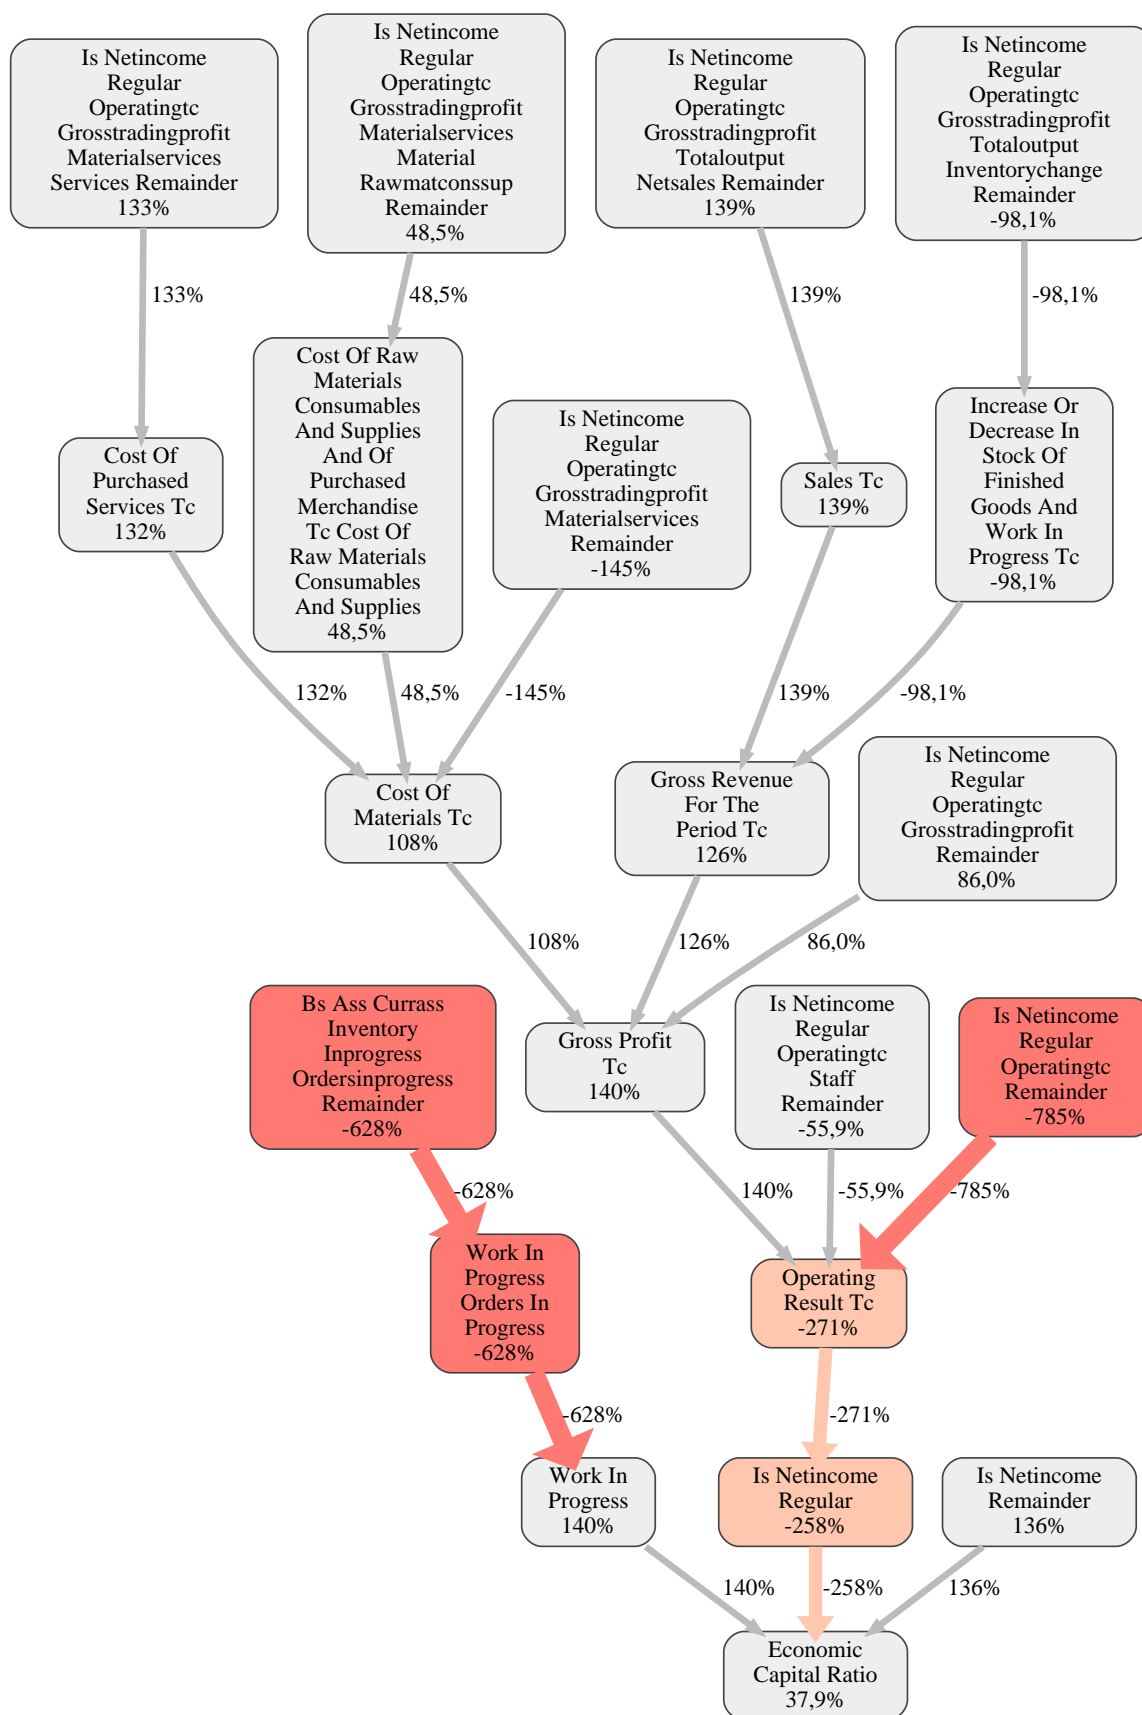 Is Netincome
Regular
Operatingtc
Grosstradingprofit
Materialservices
Services Remainder
133%
Is Netincome
Regular
Operatingtc
Grosstradingprofit
Materialservices
Material
Rawmatconssup
Remainder
48,5%
Is Netincome
Regular
Operatingtc
Grosstradingprofit
Totaloutput
Netsales Remainder
139%
Is Netincome
Regular
Operatingtc
Grosstradingprofit
Totaloutput
Inventorychange
Remainder
-98,1%
133%
48,5%
139%
-98,1%
Cost Of
Purchased
Services Tc
132%
Cost Of Raw
Materials
Consumables
And Supplies
And Of
Purchased
Merchandise
Tc Cost Of
Raw Materials
Consumables
And Supplies
48,5%
Is Netincome
Regular
Operatingtc
Grosstradingprofit
Materialservices
Remainder
-145%
Sales Tc
139%
Increase Or
Decrease In
Stock Of
Finished
Goods And
Work In
Progress Tc
-98,1%
132%
48,5%
-145%
139%
-98,1%
Cost Of
Materials Tc
108%
Gross Revenue
For The
Period Tc
126%
Is Netincome
Regular
Operatingtc
Grosstradingprofit
Remainder
86,0%
108%
126%
86,0%
Bs Ass Currass
Inventory
Inprogress
Ordersinprogress
Remainder
-628%
Gross Profit
Tc
140%
Is Netincome
Regular
Operatingtc
Staff
Remainder
-55,9%
Is Netincome
Regular
Operatingtc
Remainder
-785%
-628%
140%
-55,9%
-785%
Work In
Progress
Orders In
Progress
-628%
Operating
Result Tc
-271%
-628%
-271%
Work In
Progress
140%
Is Netincome
Regular
-258%
Is Netincome
Remainder
136%
140%
-258%
136%
Economic
Capital Ratio
37,9%